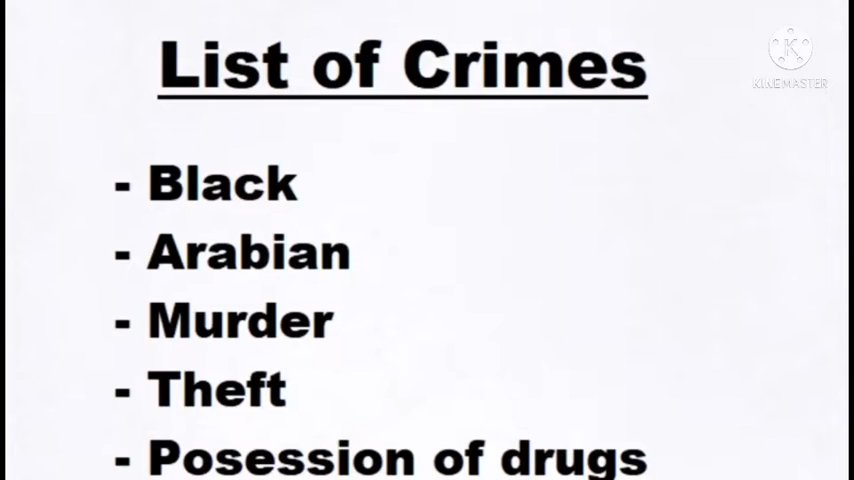 List of Crimes
KINEMASTER
- Black
- Arabian
- Murder
- Theft
- Posession of drugs